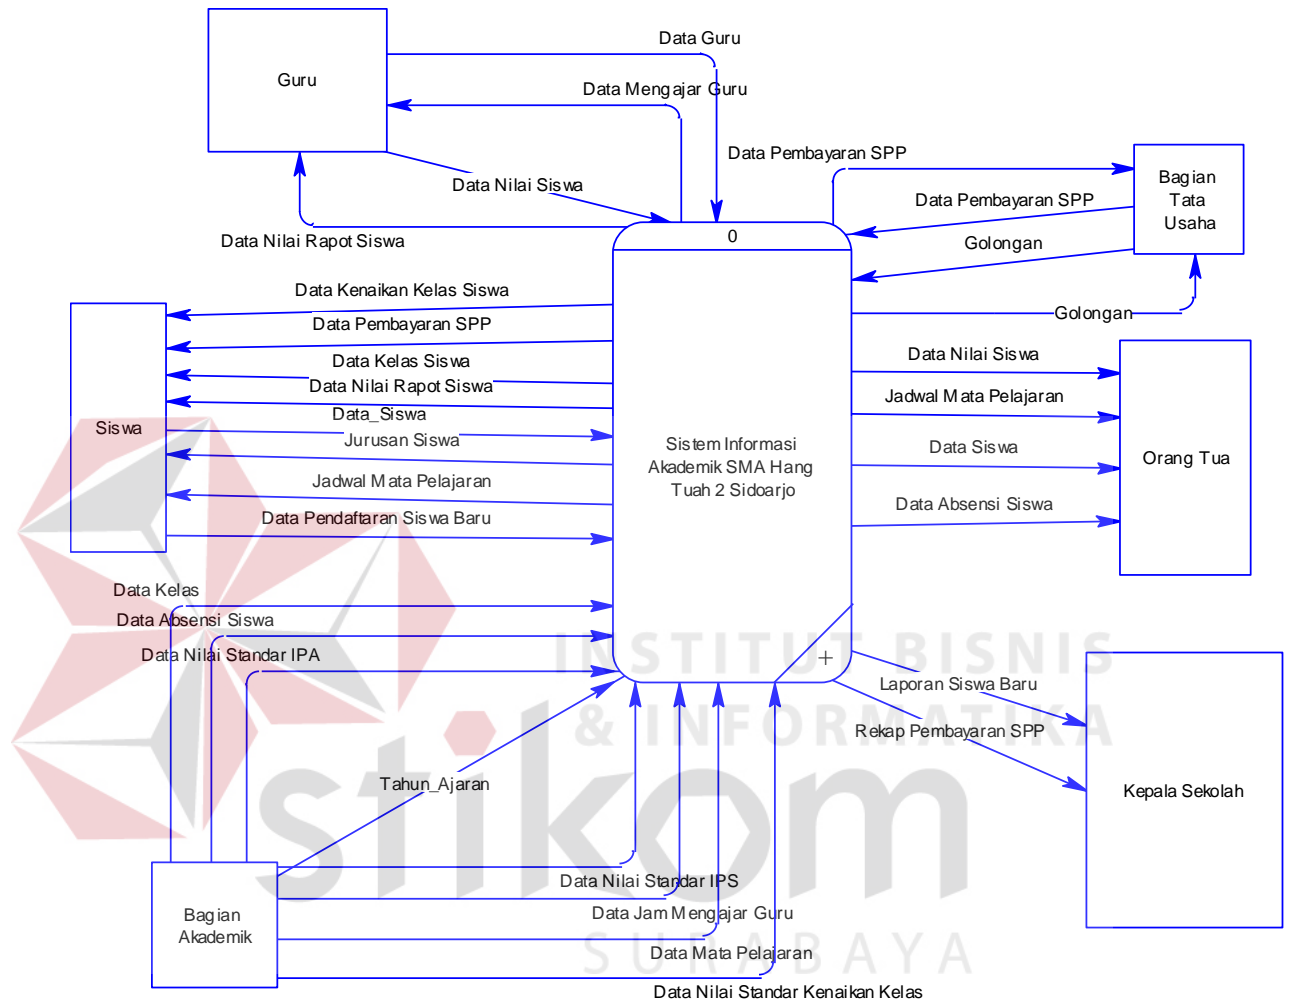 Data Guru
Guru
Data Mengajar Guru
Data Pembayaran SPP
Bagian
Tata
Usaha
Data Nilai Siswa
Data Pembayaran SPP
Data Nilai Rapot Siswa
0
Golongan
Data Kenaikan Kelas Siswa
Golongan
Data Pembayaran SPP
Data Kelas Siswa
Data Nilai Siswa
Data Nilai Rapot Siswa
Jadwal Mata Pelajaran
Data_Siswa
Siswa
Jurusan Siswa
Sistem Informasi
Akademik SMA Hang
Tuah 2 Sidoarjo
Data Siswa
Orang Tua
Jadwal Mata Pelajaran
Data Absensi Siswa
Data Pendaftaran Siswa Baru
Data Kelas
Data Absensi Siswa
Data Nilai Standar IPA
INSTITUT BISNIS
& INFORMATIKA
+
Laporan Siswa Baru
Rekap Pembayaran SPP
Tahun_Ajaran
stikom
Kepala Sekolah
Data Nilai Standar IPS
Bagian
Akademik
Data Jam Mengajar Guru
Data Mata Pelajaran
SURABAYA
Data Nilai Standar Kenaikan Kelas